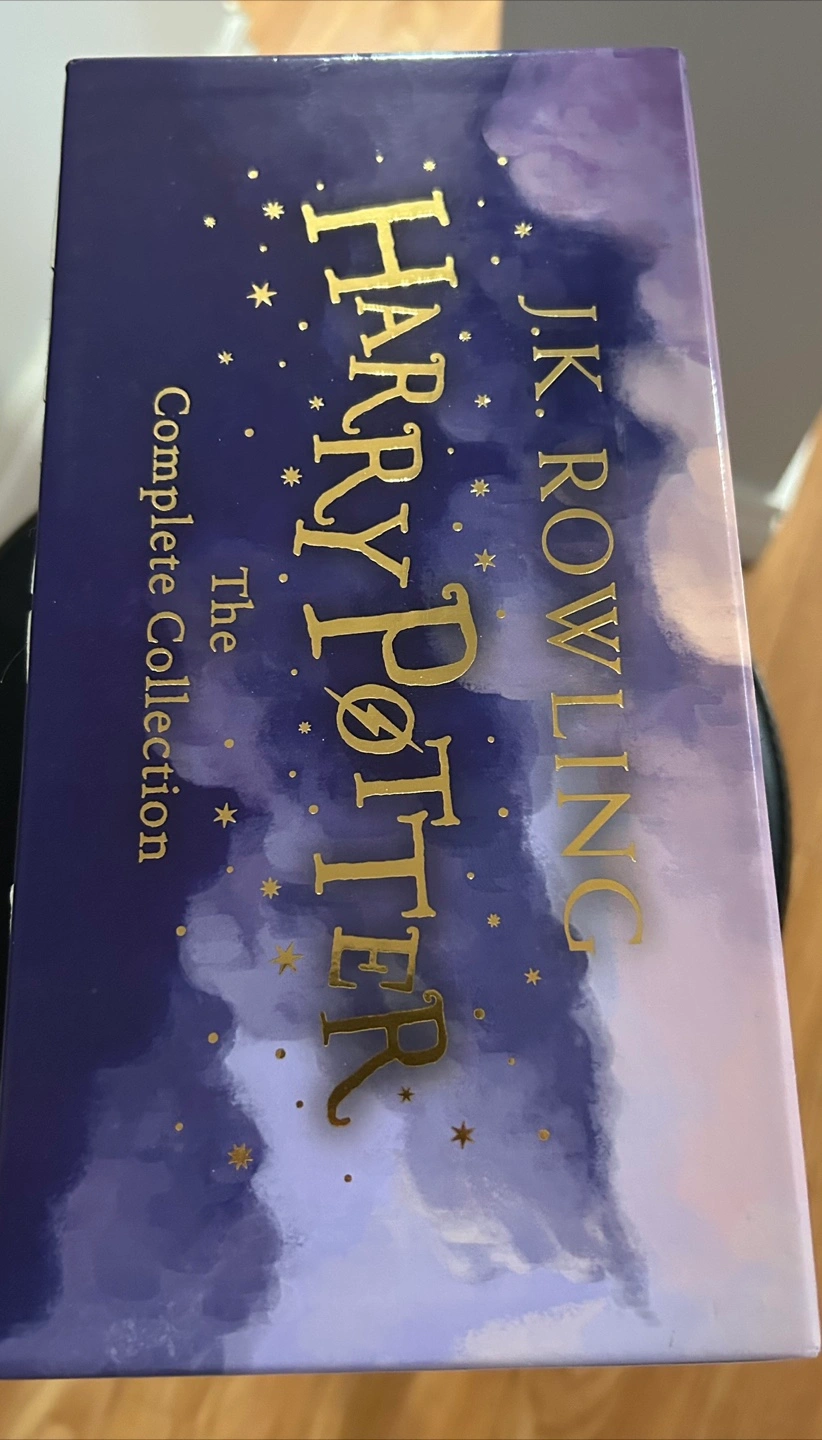 J.K. ROWLING
HARRY POTTER
The
Complete Collection